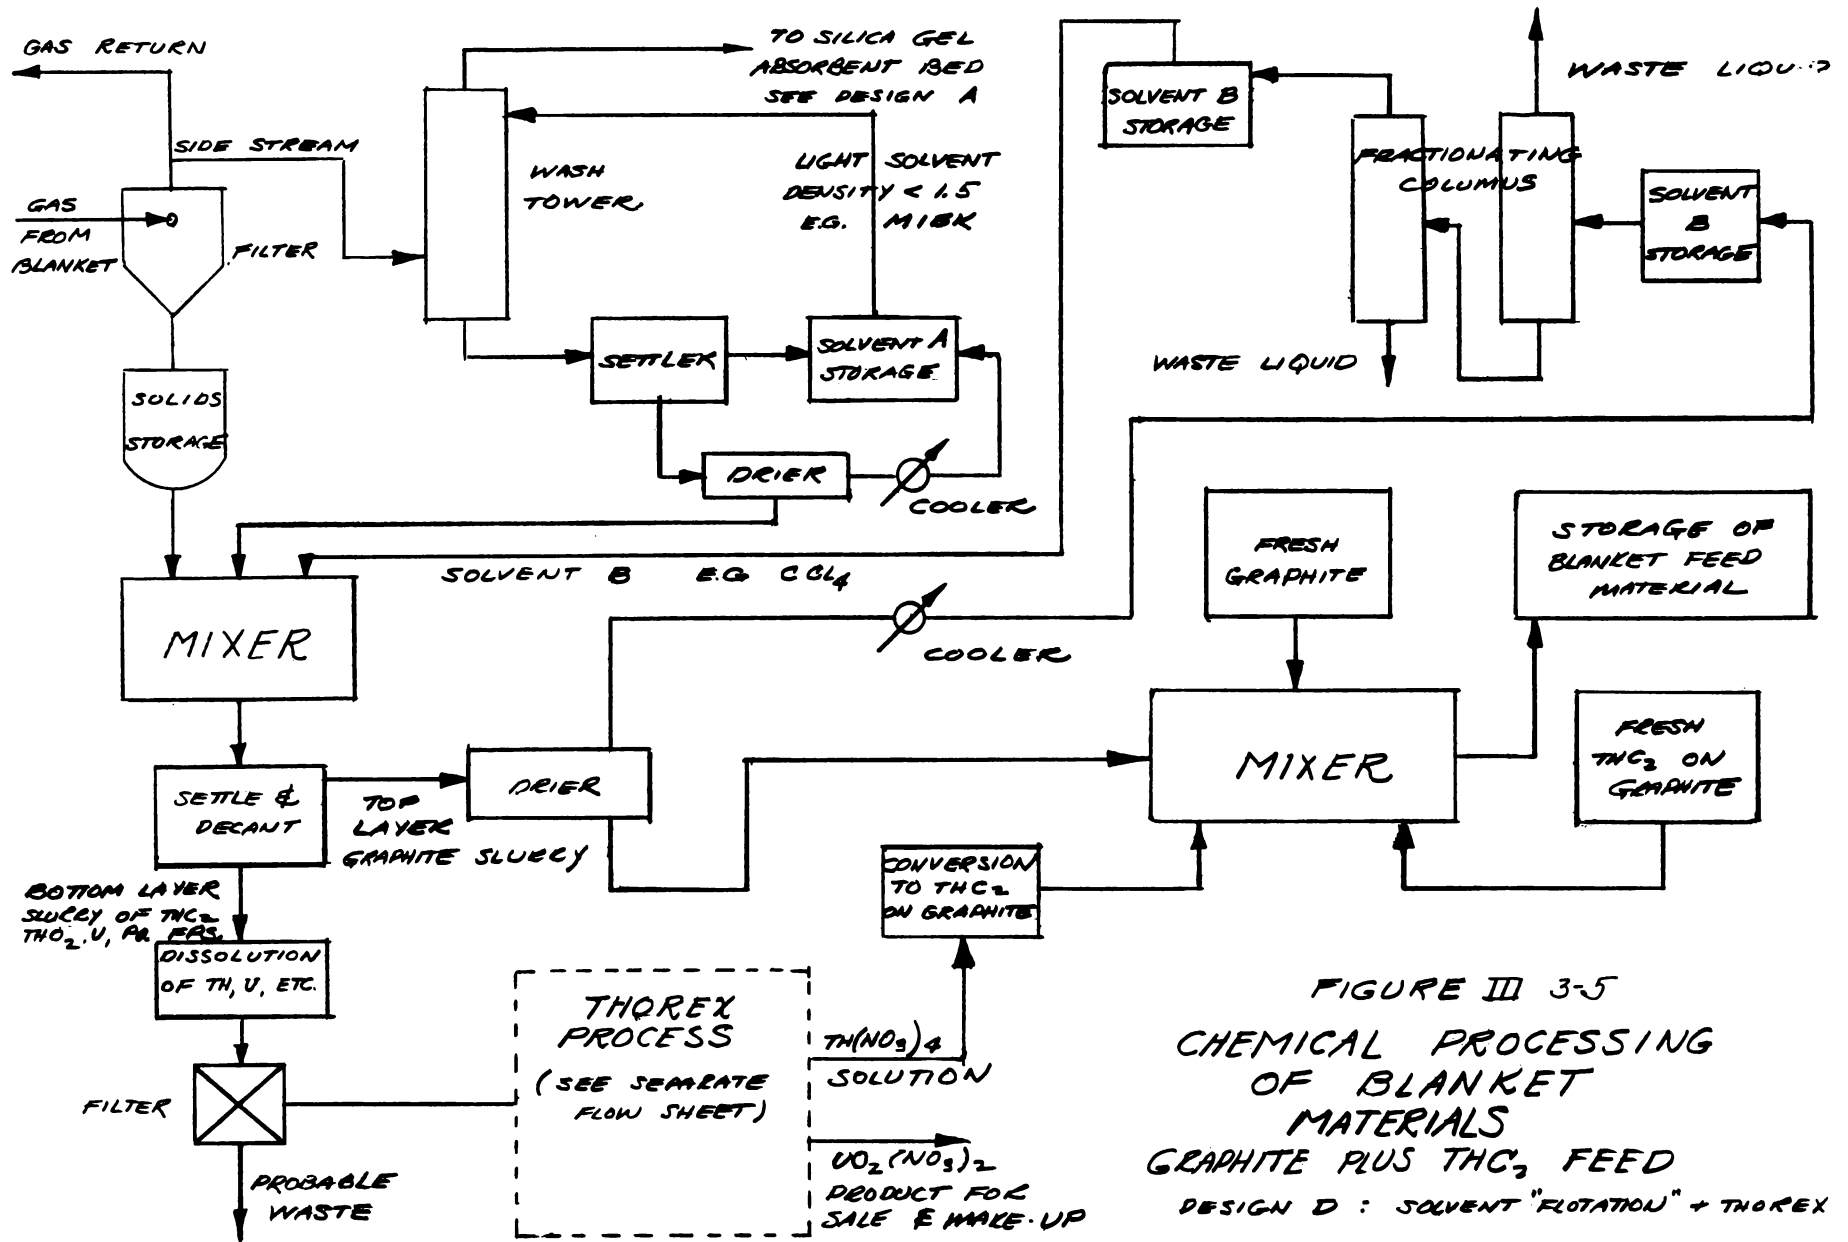 GAS RETURN
SIDE STREAM
GAS
FROM
BLANKET
FILTER
SOLIDS
STORAGE
TO SILICA GEL
ABSORBENT BED
SEE DESIGN A
WASH
TOWER
LIGHT SOLVENT
DENSITY < 1.5
E.G. MIBK
SETTLER
SOLVENT A
STORAGE
DRIER
COOLER
SOLVENT B
STORAGE
WASTE LIQUID
FRACTIONATING
COLUMUS
SOLVENT
B
STORAGE
WASTE LIQUID
SOLVENT B E.G. CCL4
MIXER
COOLER
FRESH
GRAPHITE
STORAGE OF
BLANKET FEED
MATERIAL
SETTLE &
DECANT
TOP
LAYER
GRAPHITE SLURRY
DRIER
MIXER
FRESH
THC2 ON
GRAPHITE
BOTTOM LAYER
SLURRY OF THC2
THO2, U, PA FPS.
DISSOLUTION
OF TH, U, ETC.
CONVERSION
TO THC2
ON GRAPHITE
FILTER
PROBABLE
WASTE
THOREX
PROCESS
(SEE SEPARATE
FLOW SHEET)
TH(NO3)4
SOLUTION
UO2(NO3)2
PRODUCT FOR
SALE & MAKE-UP
FIGURE III 3-5
CHEMICAL PROCESSING
OF BLANKET
MATERIALS
GRAPHITE PLUS THC2 FEED
DESIGN D : SOLVENT "FLOTATION" + THOREX